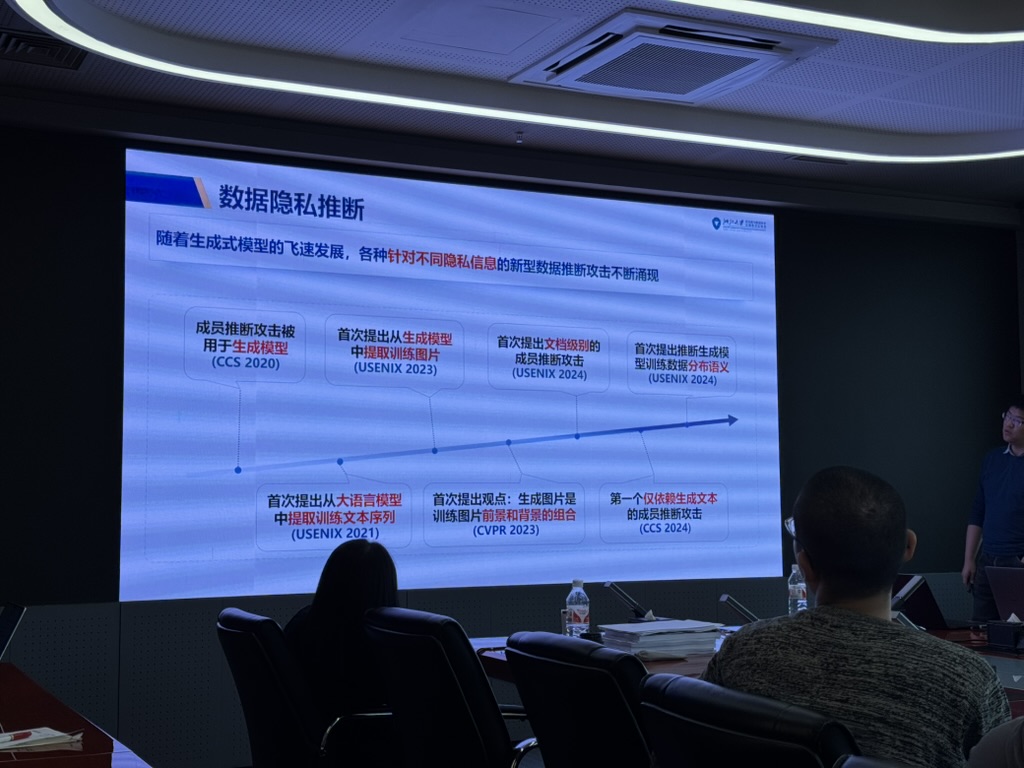 数据隐私推断
浙江大学
随着生成式模型的飞速发展，各种针对不同隐私信息的新型数据推断攻击不断涌现
成员推断攻击被
用于生成模型
(CCS 2020)
首次提出从生成模型
中提取训练图片
(USENIX 2023)
首次提出文档级别的
成员推断攻击
(USENIX 2024)
首次提出推断生成模
型训练数据分布语义
(USENIX 2024)
首次提出从大语言模型
中提取训练文本序列
(USENIX 2021)
首次提出观点：生成图片是
训练图片前景和背景的组合
(CVPR 2023)
第一个仅依赖生成文本
的成员推断攻击
(CCS 2024)